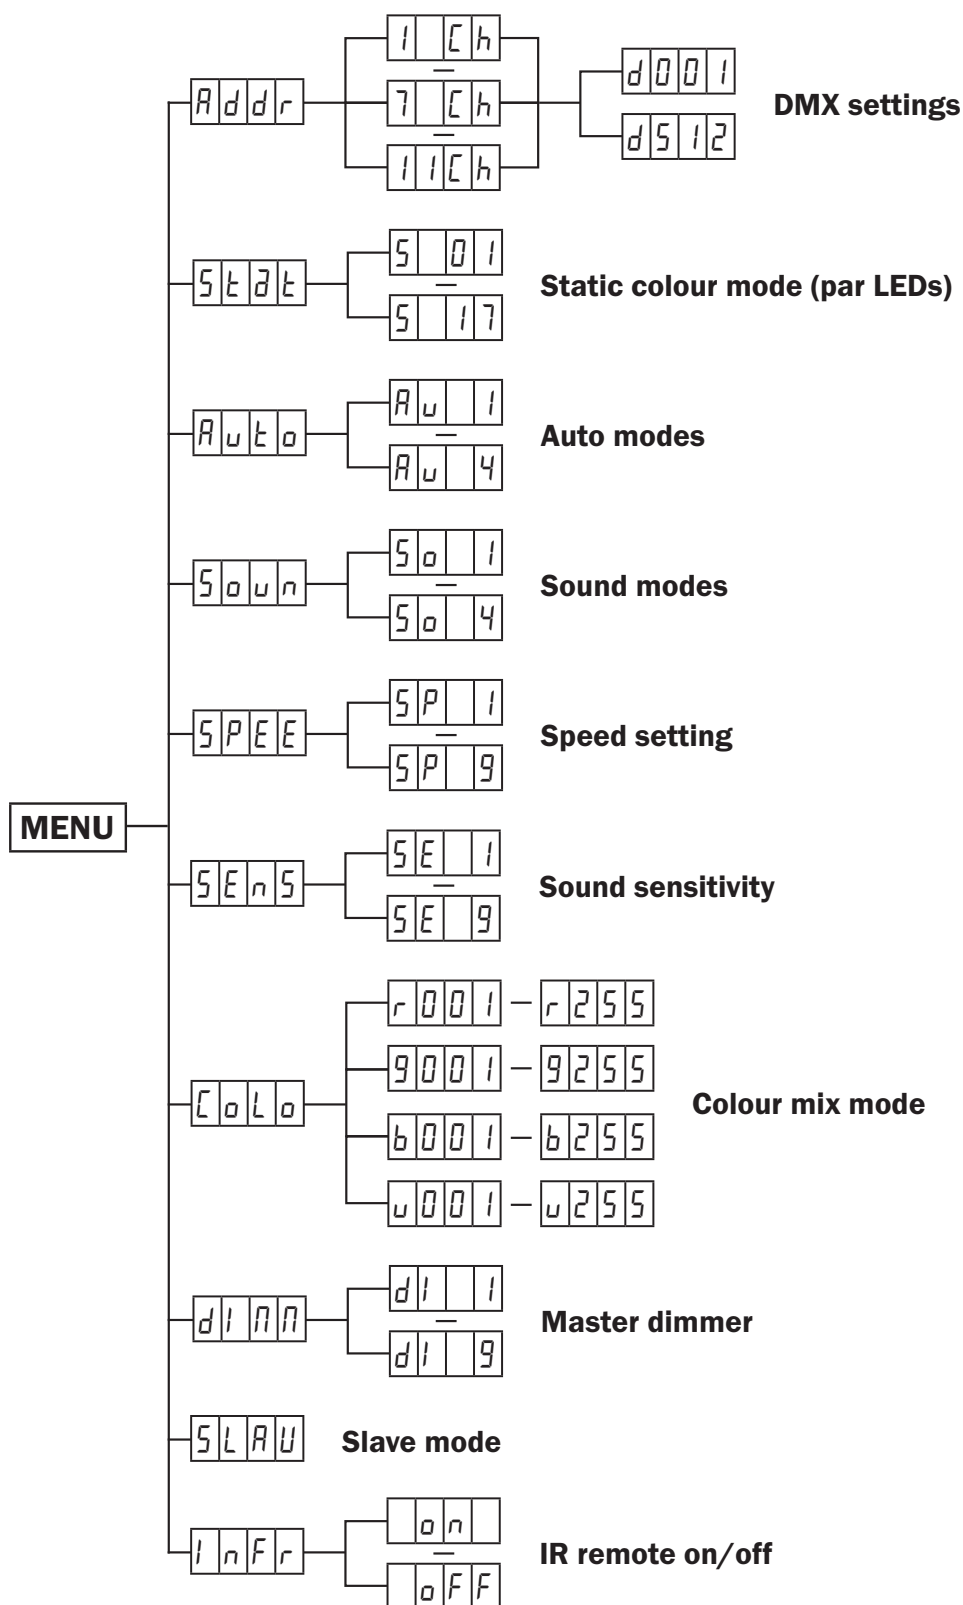 1 Ch
Addr
7 Ch
11Ch
d001
d512
DMX settings
Stat
S 01
S 17
Static colour mode (par LEDs)
Auto
Au 1
Au 4
Auto modes
Soun
So 1
So 4
Sound modes
SPEE
SP 1
SP 9
Speed setting
MENU
SEnS
SE 1
SE 9
Sound sensitivity
CoLo
r001 – r255
g001 – g255
b001 – b255
u001 – u255
Colour mix mode
dIMM
dI 1
dI 9
Master dimmer
SLAU
Slave mode
InFr
on
oFF
IR remote on/off